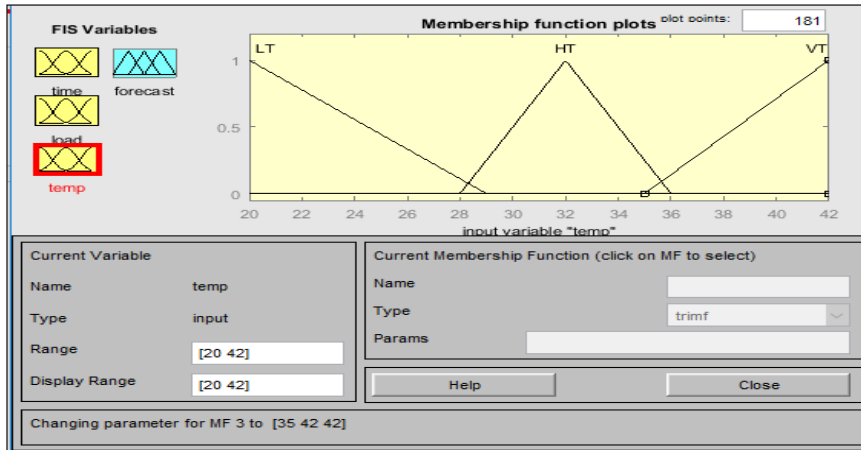 FIS Variables
Membership function plots
plot points:
181
time
forecast
load
temp
LT
HT
VT
1
0.5
0
20 22 24 26 28 30 32 34 36 38 40 42
input variable "temp"
Current Variable
Name temp
Type input
Range [20 42]
Display Range [20 42]
Current Membership Function (click on MF to select)
Name
Type trimf
Params
Help
Close
Changing parameter for MF 3 to [35 42 42]